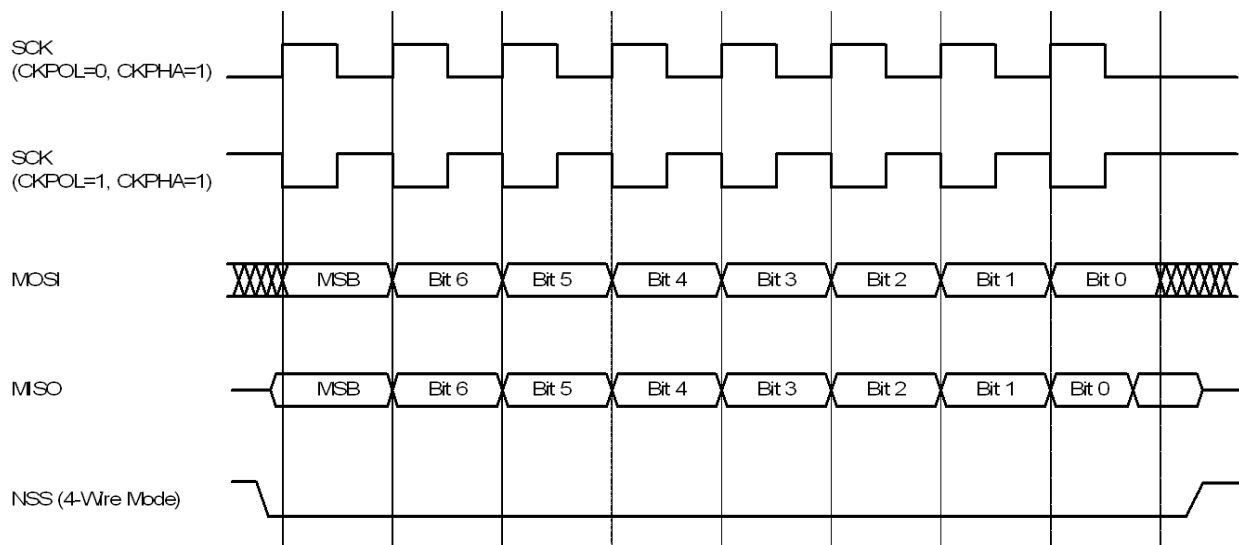 SCK
(CKPOL=0, CKPHA=1)
SCK
(CKPOL=1, CKPHA=1)
MOSI
MSB Bit 6 Bit 5 Bit 4 Bit 3 Bit 2 Bit 1 Bit 0
MISO
MSB Bit 6 Bit 5 Bit 4 Bit 3 Bit 2 Bit 1 Bit 0
NSS (4-Wire Mode)